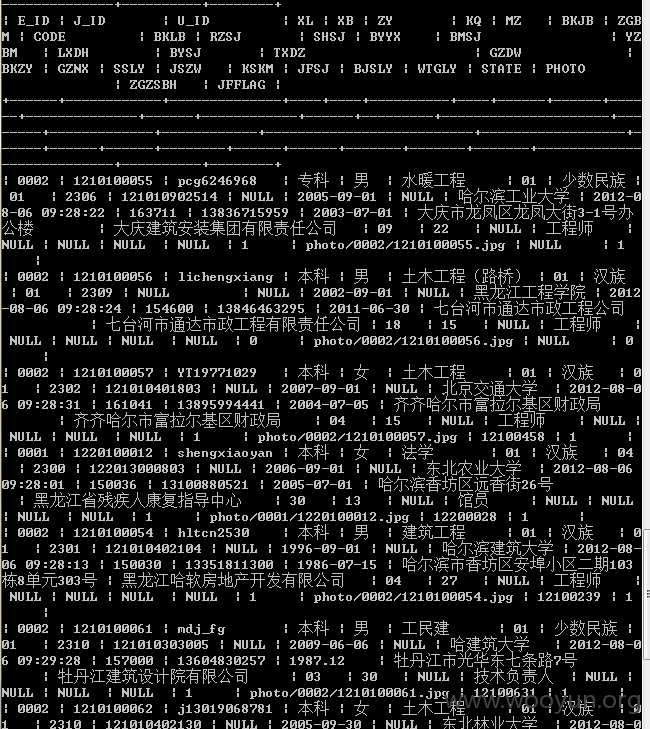 | E_ID | J_ID | U_ID | XL | XB | ZY | KQ | MZ | BKJB | ZGB
M | CODE | BKLB | RZSJ | SHSJ | BYYX | BMSJ | YZ
BM | LXDH | BYSJ | TXDZ | GZDW |
BKZY | GZNX | SSLY | JSZW | KSKM | JFSJ | BJSLY | WTGLY | STATE | PHOTO
| ZGZSBH | JFFLAG |
| 0002 | 1210100055 | pcg6246968 | 专科 | 男 | 水暖工程 | 01 | 少数民族 |
01 | 2306 | 121010902514 | NULL | 2005-09-01 | NULL | 哈尔滨工业大学 | 2012-0
8-06 09:28:22 | 163711 | 13836715959 | 2003-07-01 | 大庆市龙凤区龙凤大街3-1号办
公楼 | 大庆建筑安装集团有限责任公司 | 09 | 22 | NULL | 工程师 |
NULL | NULL | NULL | NULL | 1 | photo/0002/1210100055.jpg | NULL | 1
|
| 0002 | 1210100056 | lichengxiang | 本科 | 男 | 土木工程（路桥） | 01 | 汉族
| 01 | 2309 | NULL | NULL | 2002-09-01 | NULL | 黑龙江工程学院 | 2012
-08-06 09:28:24 | 154600 | 13846463295 | 2011-06-30 | 七台河市通达市政工程公司
| 七台河市通达市政工程有限责任公司 | 18 | 15 | NULL | 工程师 |
NULL | NULL | NULL | NULL | 0 | photo/0002/1210100056.jpg | NULL | 0
|
| 0002 | 1210100057 | YT19771029 | 本科 | 女 | 土木工程 | 01 | 汉族 | 0
1 | 2302 | 121010401803 | NULL | 2007-09-01 | NULL | 北京交通大学 | 2012-08-0
6 09:28:31 | 161041 | 13895994441 | 2004-07-05 | 齐齐哈尔市富拉尔基区财政局
| 齐齐哈尔市富拉尔基区财政局 | 04 | 15 | NULL | 工程师 | NULL |
NULL | NULL | NULL | 1 | photo/0002/1210100057.jpg | 12100458 | 1 |
| 0001 | 1220100012 | shengxiaoyan | 本科 | 女 | 法学 | 01 | 汉族 | 04
| 2300 | 122013000803 | NULL | 2006-09-01 | NULL | 东北农业大学 | 2012-08-06
09:28:01 | 150036 | 13100880521 | 2005-07-01 | 哈尔滨香坊区远香街26号
| 黑龙江省残疾人康复指导中心 | 30 | 13 | NULL | 馆员 | NULL | NULL
| NULL | NULL | 1 | photo/0001/1220100012.jpg | 12200028 | 1 |
| 0002 | 1210100054 | hltcn2530 | 本科 | 男 | 建筑工程 | 01 | 汉族 | 0
1 | 2301 | 121010402104 | NULL | 1996-09-01 | NULL | 哈尔滨建筑大学 | 2012-08-
06 09:28:13 | 150030 | 13351811300 | 1986-07-15 | 哈尔滨市香坊区安埠小区二期103
栋8单元303号 | 黑龙江哈软房地产开发有限公司 | 04 | 27 | NULL | 工程师 |
NULL | NULL | NULL | NULL | 1 | photo/0002/1210100054.jpg | 12100239 | 1
|
| 0002 | 1210100061 | mdj_fg | 本科 | 男 | 工民建 | 01 | 少数民族 |
01 | 2310 | 121010303005 | NULL | 2009-06-06 | NULL | 哈建筑大学 | 2012-08-0
6 09:29:28 | 157000 | 13604830257 | 1987.12 | 牡丹江市光华东七条路7号
| 牡丹江建筑设计院有限公司 | 03 | 30 | NULL | 技术负责人 | NULL
| NULL | NULL | NULL | 1 | photo/0002/1210100061.jpg | 12100631 | 1
| 0002 | 1210100062 | j13019068781 | 本科 | 女 | 土木工程 | 01 | 汉族 | 0
1 | 2310 | 121010402130 | NULL | 2005-09-30 | NULL | 东北林业大学 | 2012-08-
www.wooyun.org